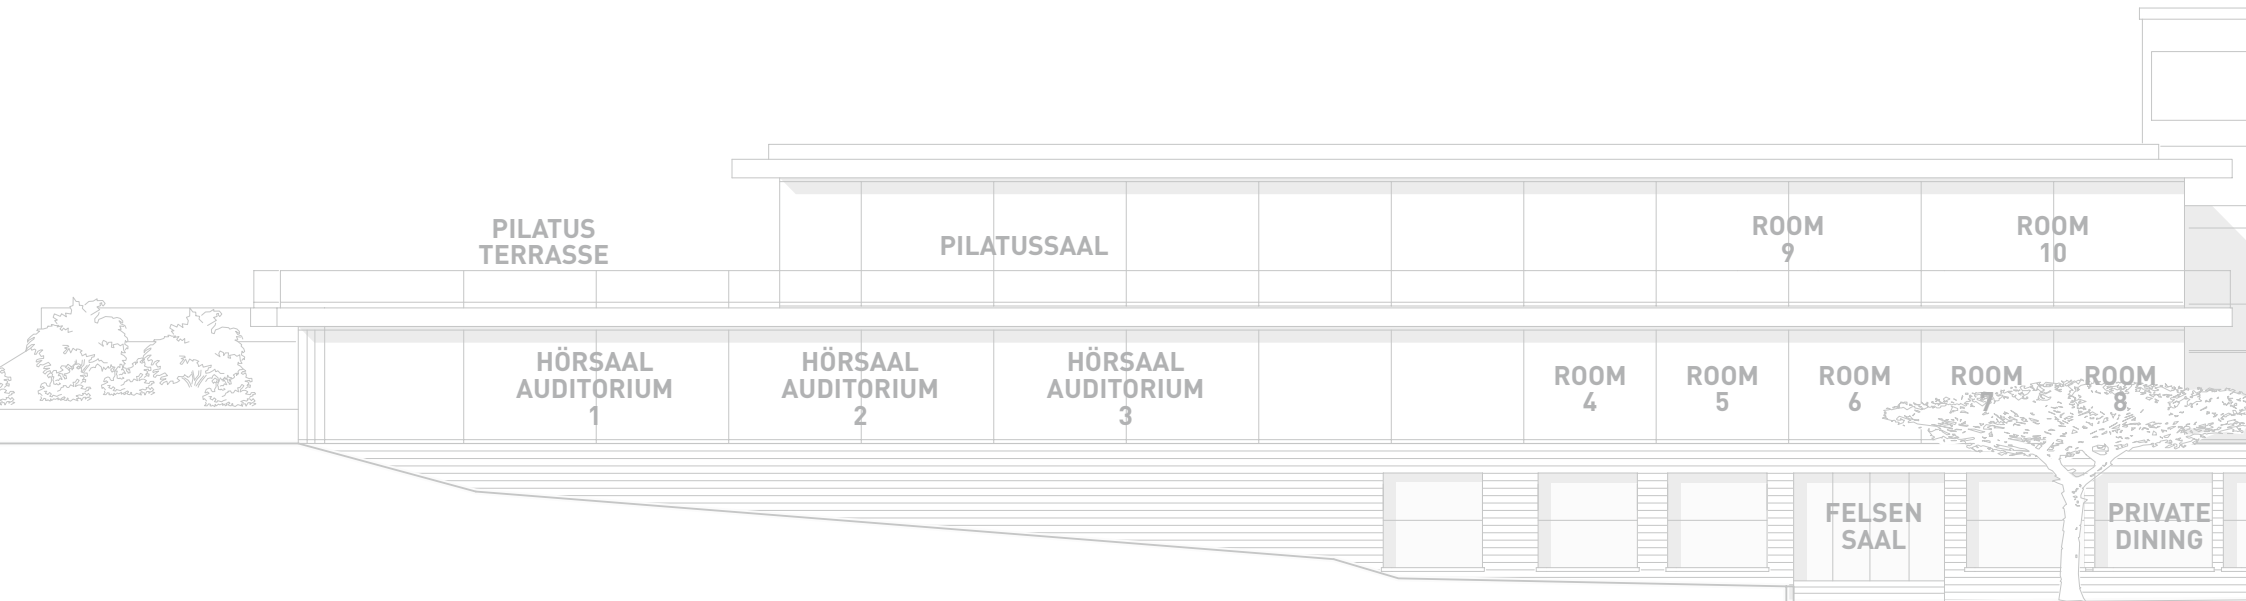 PILATUS
TERRASSE
PILATUSSAAL
ROOM
9
ROOM
10
HÖRSAAL
AUDITORIUM
1
HÖRSAAL
AUDITORIUM
2
HÖRSAAL
AUDITORIUM
3
ROOM
4
ROOM
5
ROOM
6
ROOM
7
ROOM
8
FELSEN
SAAL
PRIVATE
DINING